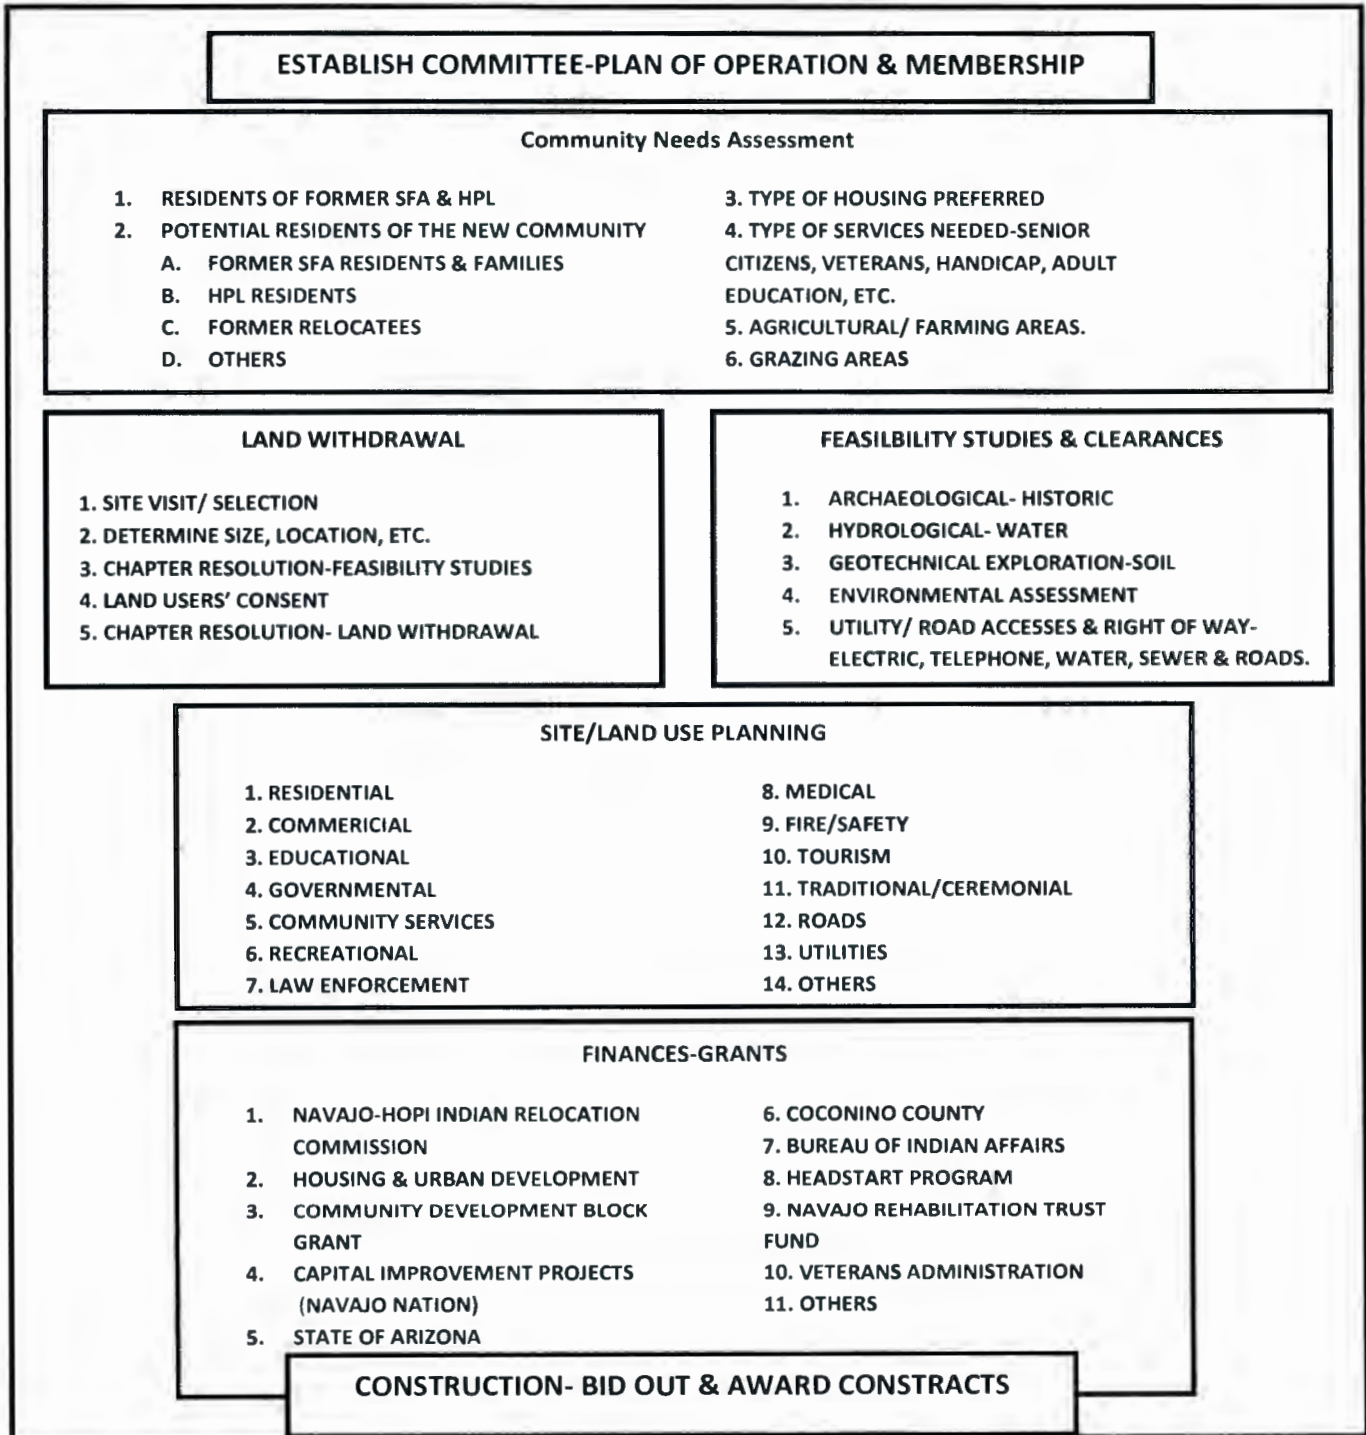 ESTABLISH COMMITTEE-PLAN OF OPERATION & MEMBERSHIP
Community Needs Assessment
1. RESIDENTS OF FORMER SFA & HPL
2. POTENTIAL RESIDENTS OF THE NEW COMMUNITY
A. FORMER SFA RESIDENTS & FAMILIES
B. HPL RESIDENTS
C. FORMER RELOCATEES
D. OTHERS
3. TYPE OF HOUSING PREFERRED
4. TYPE OF SERVICES NEEDED-SENIOR
CITIZENS, VETERANS, HANDICAP, ADULT
EDUCATION, ETC.
5. AGRICULTURAL/ FARMING AREAS.
6. GRAZING AREAS
LAND WITHDRAWAL
1. SITE VISIT/ SELECTION
2. DETERMINE SIZE, LOCATION, ETC.
3. CHAPTER RESOLUTION-FEASIBILITY STUDIES
4. LAND USERS' CONSENT
5. CHAPTER RESOLUTION- LAND WITHDRAWAL
FEASILBILITY STUDIES & CLEARANCES
1. ARCHAEOLOGICAL- HISTORIC
2. HYDROLOGICAL- WATER
3. GEOTECHNICAL EXPLORATION-SOIL
4. ENVIRONMENTAL ASSESSMENT
5. UTILITY/ ROAD ACCESSES & RIGHT OF WAY-
ELECTRIC, TELEPHONE, WATER, SEWER & ROADS.
SITE/LAND USE PLANNING
1. RESIDENTIAL
2. COMMERICIAL
3. EDUCATIONAL
4. GOVERNMENTAL
5. COMMUNITY SERVICES
6. RECREATIONAL
7. LAW ENFORCEMENT
8. MEDICAL
9. FIRE/SAFETY
10. TOURISM
11. TRADITIONAL/CEREMONIAL
12. ROADS
13. UTILITIES
14. OTHERS
FINANCES-GRANTS
1. NAVAJO-HOPI INDIAN RELOCATION
COMMISSION
2. HOUSING & URBAN DEVELOPMENT
3. COMMUNITY DEVELOPMENT BLOCK
GRANT
4. CAPITAL IMPROVEMENT PROJECTS
(NAVAJO NATION)
5. STATE OF ARIZONA
6. COCONINO COUNTY
7. BUREAU OF INDIAN AFFAIRS
8. HEADSTART PROGRAM
9. NAVAJO REHABILITATION TRUST
FUND
10. VETERANS ADMINISTRATION
11. OTHERS
CONSTRUCTION- BID OUT & AWARD CONSTRACTS